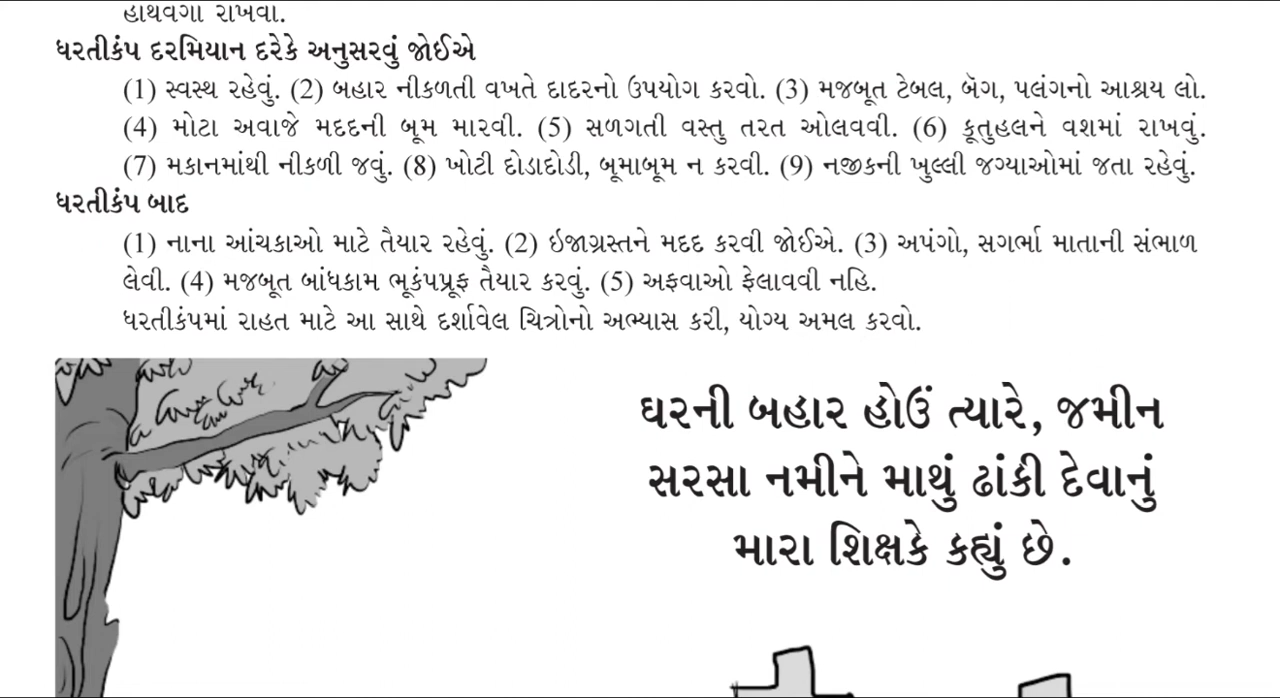 હાથવગા રાખવા.
ધરતીકંપ દરમિયાન દરેકે અનુસરવું જોઈએ
(1) સ્વસ્થ રહેવું. (2) બહાર નીકળતી વખતે દાદરનો ઉપયોગ કરવો. (3) મજબૂત ટેબલ, બૅગ, પલંગનો આશ્રય લો.
(4) મોટા અવાજે મદદની બૂમ મારવી. (5) સળગતી વસ્તુ તરત ઓલવવી. (6) કૂતુહલને વશમાં રાખવું.
(7) મકાનમાંથી નીકળી જવું. (8) ખોટી દોડાદોડી, બૂમાબૂમ ન કરવી. (9) નજીકની ખુલ્લી જગ્યાઓમાં જતા રહેવું.
ધરતીકંપ બાદ
(1) નાના આંચકાઓ માટે તૈયાર રહેવું. (2) ઇજાગ્રસ્તને મદદ કરવી જોઈએ. (3) અપંગો, સગર્ભા માતાની સંભાળ
લેવી. (4) મજબૂત બાંધકામ ભૂકંપપ્રૂફ તૈયાર કરવું. (5) અફવાઓ ફેલાવવી નહિ.
ધરતીકંપમાં રાહત માટે આ સાથે દર્શાવેલ ચિત્રોનો અભ્યાસ કરી, યોગ્ય અમલ કરવો.
ઘરની બહાર હોઉં ત્યારે, જમીન
સરસા નમીને માથું ઢાંકી દેવાનું
મારા શિક્ષકે કહ્યું છે.